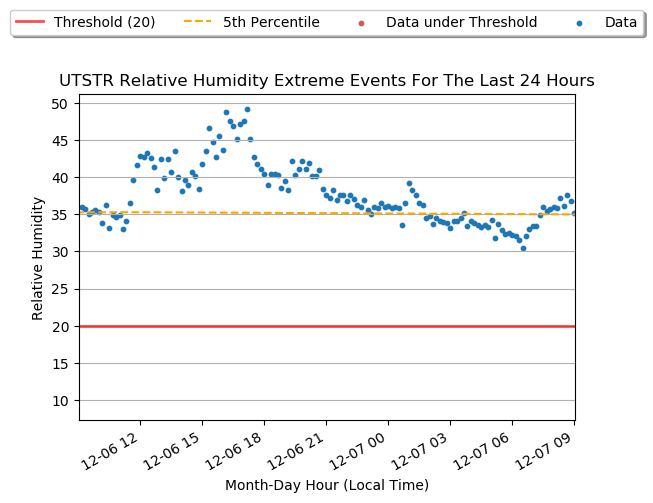 Threshold (20) 5th Percentile Data under Threshold Data
UTSTR Relative Humidity Extreme Events For The Last 24 Hours
50
45
40
35
30
25
20
15
10
Relative Humidity
12-06 12 12-06 15 12-06 18 12-06 21 12-07 00 12-07 03 12-07 06 12-07 09
Month-Day Hour (Local Time)